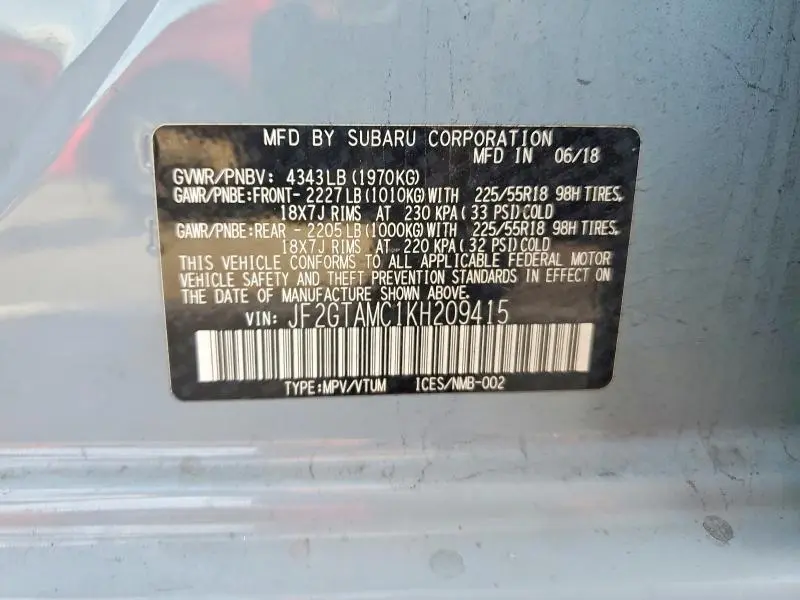 MFD BY SUBARU CORPORATION
MFD IN 06/18
GVWR/PNBV: 4343LB(1970KG)
GAWR/PNBE:FRONT- 2227LB(1010KG)WITH 225/55R18 98H TIRES,
18X7J RIMS AT 230 KPA( 33 PSI)COLD
GAWR/PNBE:REAR - 2205LB(1000KG)WITH 225/55R18 98H TIRES,
18X7J RIMS AT 220 KPA( 32 PSI)COLD
THIS VEHICLE CONFORMS TO ALL APPLICABLE FEDERAL MOTOR
VEHICLE SAFETY AND THEFT PREVENTION STANDARDS IN EFFECT ON
THE DATE OF MANUFACTURE SHOWN ABOVE.
VIN: JF2GTAMC1KH209415
TYPE:MPV/VTUM ICES/NMB-002